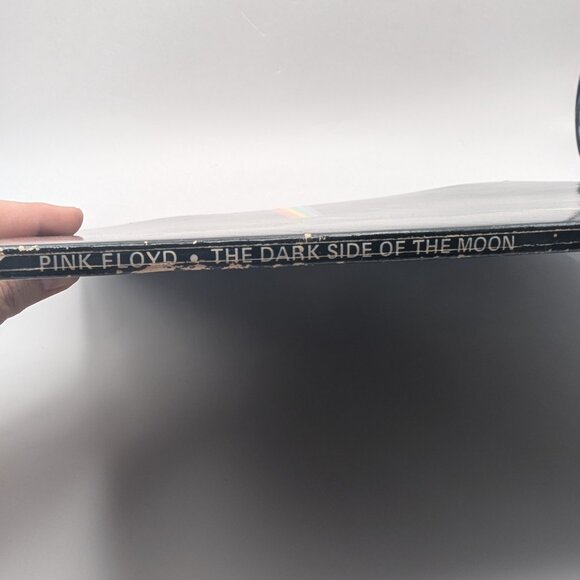 PINK FLOYD • THE DARK SIDE OF THE MOON